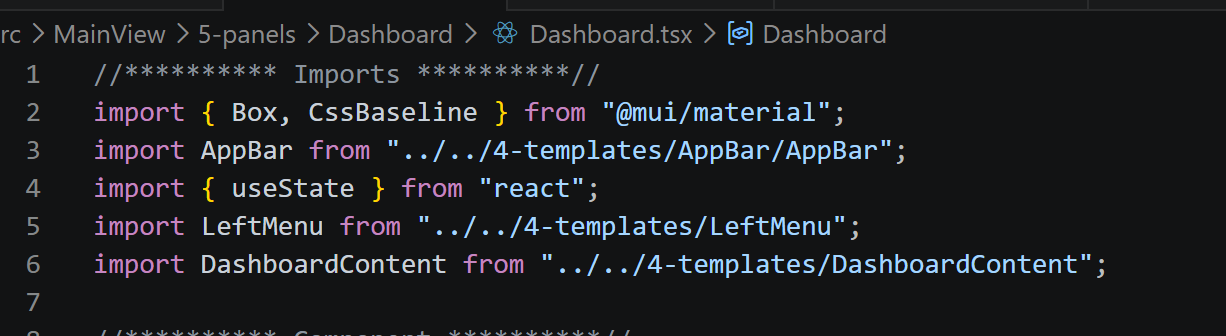 rc > MainView > 5-panels > Dashboard > Dashboard.tsx > Dashboard
1 //********** Imports **********//
2 import { Box, CssBaseline } from "@mui/material";
3 import AppBar from "../../4-templates/AppBar/AppBar";
4 import { useState } from "react";
5 import LeftMenu from "../../4-templates/LeftMenu";
6 import DashboardContent from "../../4-templates/DashboardContent";
7
8 //********** Component **********//